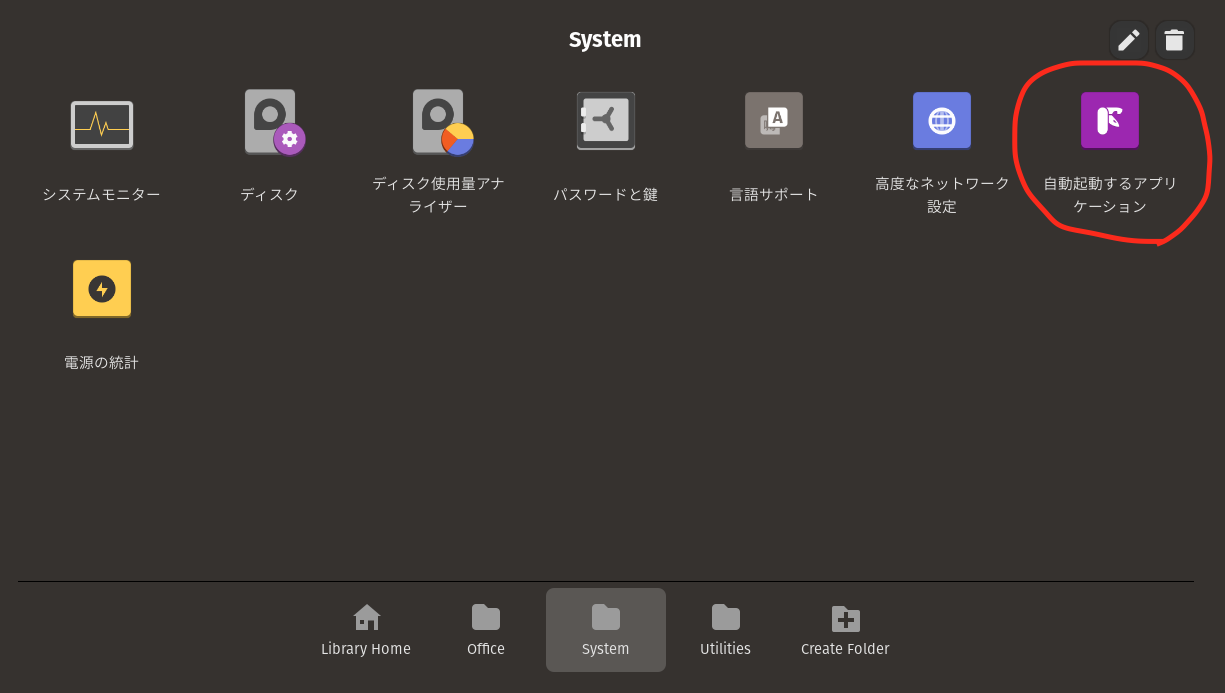 System
システムモニター
ディスク
ディスク使用量アナ
ライザー
パスワードと鍵
言語サポート
高度なネットワーク
設定
自動起動するアプリ
ケーション
電源の統計
Library Home
Office
System
Utilities
Create Folder